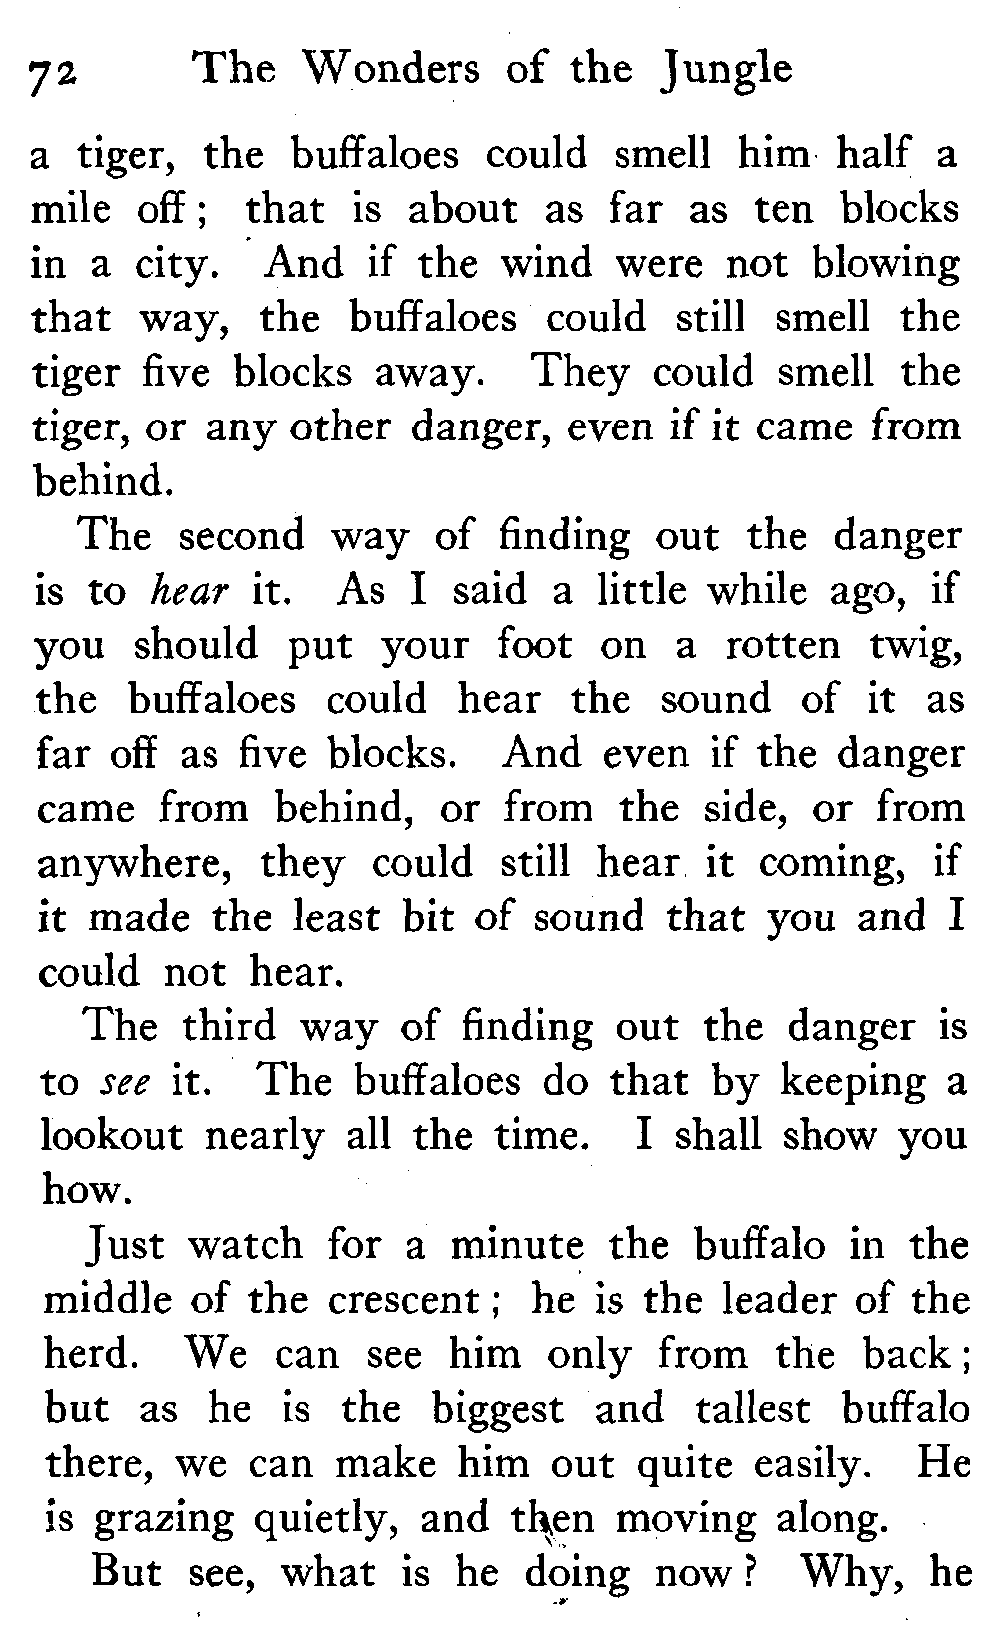 72 The Wonders of the Jungle
a tiger, the buffaloes could smell him half a
mile off ; that is about as far as ten blocks
in a city. And if the wind were not blowing
that way, the buffaloes could still smell the
tiger five blocks away. They could smell the
tiger, or any other danger, even if it came from
behind.
The second way of finding out the danger
is to hear it. As I said a little while ago, if
you should put your foot on a rotten twig,
the buffaloes could hear the sound of it as
far off as five blocks. And even if the danger
came from behind, or from the side, or from
anywhere, they could still hear it coming, if
it made the least bit of sound that you and I
could not hear.
The third way of finding out the danger is
to see it. The buffaloes do that by keeping a
lookout nearly all the time. I shall show you
how.
Just watch for a minute the buffalo in the
middle of the crescent ; he is the leader of the
herd. We can see him only from the back ;
but as he is the biggest and tallest buffalo
there, we can make him out quite easily. He
is grazing quietly, and then moving along.
But see, what is he doing now ? Why, he